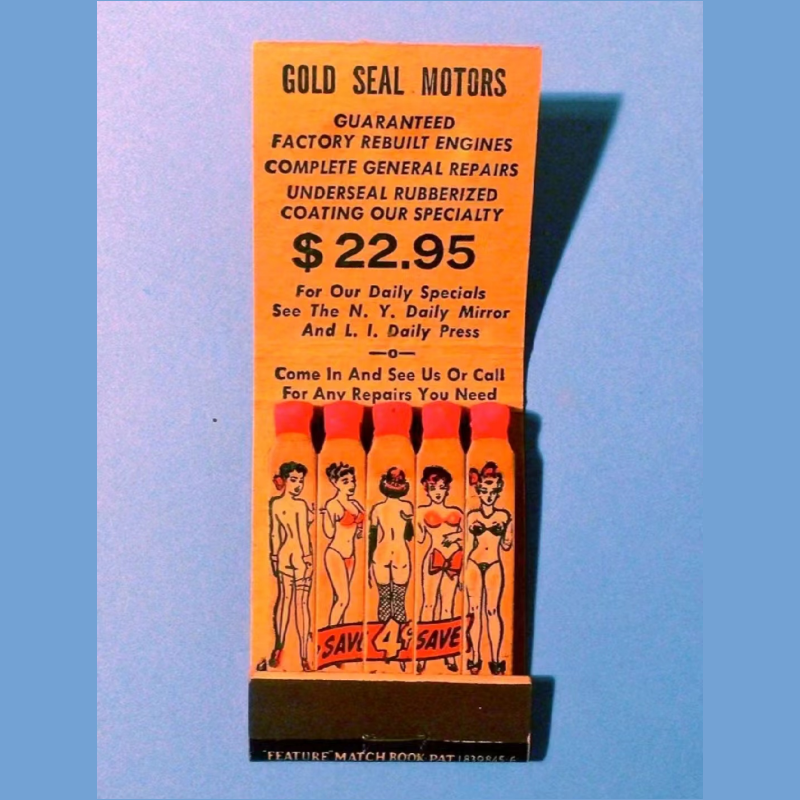 GOLD SEAL MOTORS
GUARANTEED
FACTORY REBUILT ENGINES
COMPLETE GENERAL REPAIRS
UNDERSEAL RUBBERIZED
COATING OUR SPECIALTY
$22.95
For Our Daily Specials
See The N. Y. Daily Mirror
And L. I. Daily Press
—o—
Come In And See Us Or Call
For Any Repairs You Need
SAVE 4¢ SAVE
"FEATURE" MATCH BOOK PAT